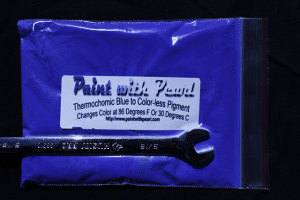 Paint with Pearl
Thermochomic Blue to Color-less Pigment
Changes Color at 86 Degrees F Or 30 Degrees C
http://www.paintwithpearl.com